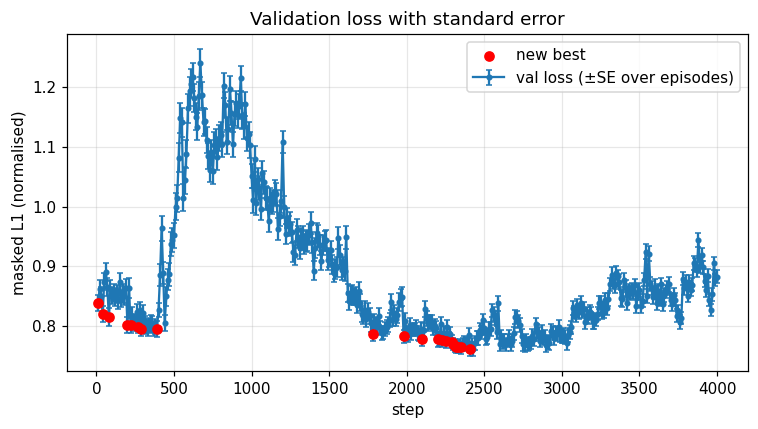 Validation loss with standard error
new best
val loss (±SE over episodes)
masked L1 (normalised)
1.2
1.1
1.0
0.9
0.8
0 500 1000 1500 2000 2500 3000 3500 4000
step